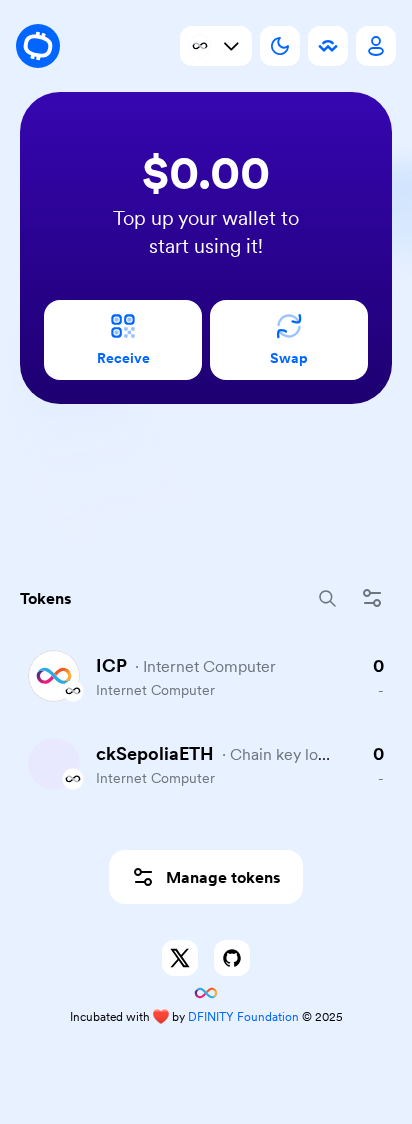 $0.00
Top up your wallet to
start using it!
Receive
Swap
Tokens
ICP · Internet Computer
0
Internet Computer
-
ckSepoliaETH · Chain key lo...
0
Internet Computer
-
Manage tokens
Incubated with ❤️ by DFINITY Foundation © 2025